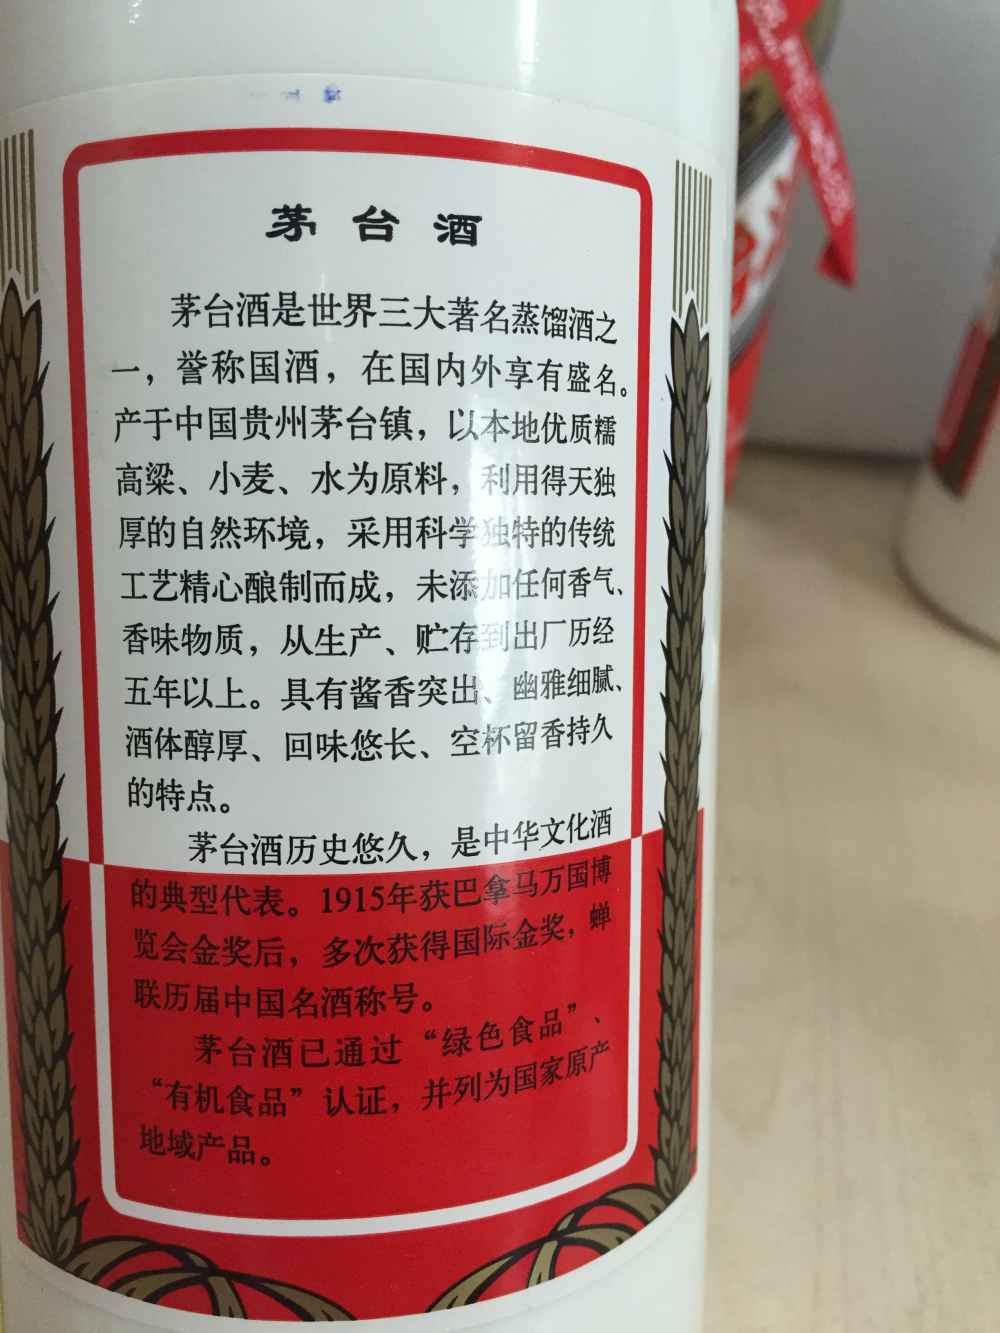 茅台酒
茅台酒是世界三大著名蒸馏酒之
一，誉称国酒，在国内外享有盛名。
产于中国贵州茅台镇，以本地优质糯
高粱、小麦、水为原料，利用得天独
厚的自然环境，采用科学独特的传统
工艺精心酿制而成，未添加任何香气、
香味物质，从生产、贮存到出厂历经
五年以上。具有酱香突出、幽雅细腻、
酒体醇厚、回味悠长、空杯留香持久
的特点。
茅台酒历史悠久，是中华文化酒
的典型代表。1915年获巴拿马万国博
览会金奖后，多次获得国际金奖，蝉
联历届中国名酒称号。
茅台酒已通过“绿色食品”、
“有机食品”认证，并列为国家原产
地域产品。